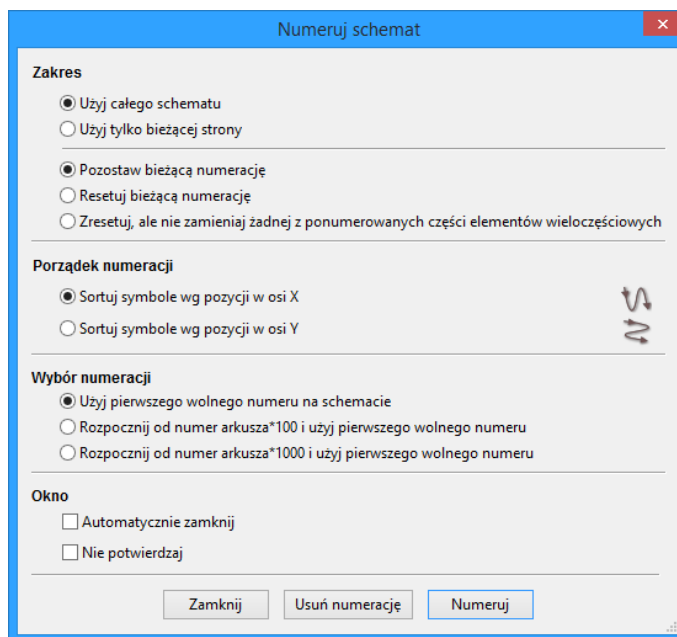 Numeruj schemat
Zakres
Użyj całego schematu
Użyj tylko bieżącej strony
Pozostaw bieżącą numerację
Resetuj bieżącą numerację
Zresetuj, ale nie zamieniaj żadnej z ponumerowanych części elementów wieloczęściowych
Porządek numeracji
Sortuj symbole wg pozycji w osi X
Sortuj symbole wg pozycji w osi Y
Wybór numeracji
Użyj pierwszego wolnego numeru na schemacie
Rozpocznij od numer arkusza*100 i użyj pierwszego wolnego numeru
Rozpocznij od numer arkusza*1000 i użyj pierwszego wolnego numeru
Okno
Automatycznie zamknij
Nie potwierdzaj
Zamknij Usuń numerację Numeruj